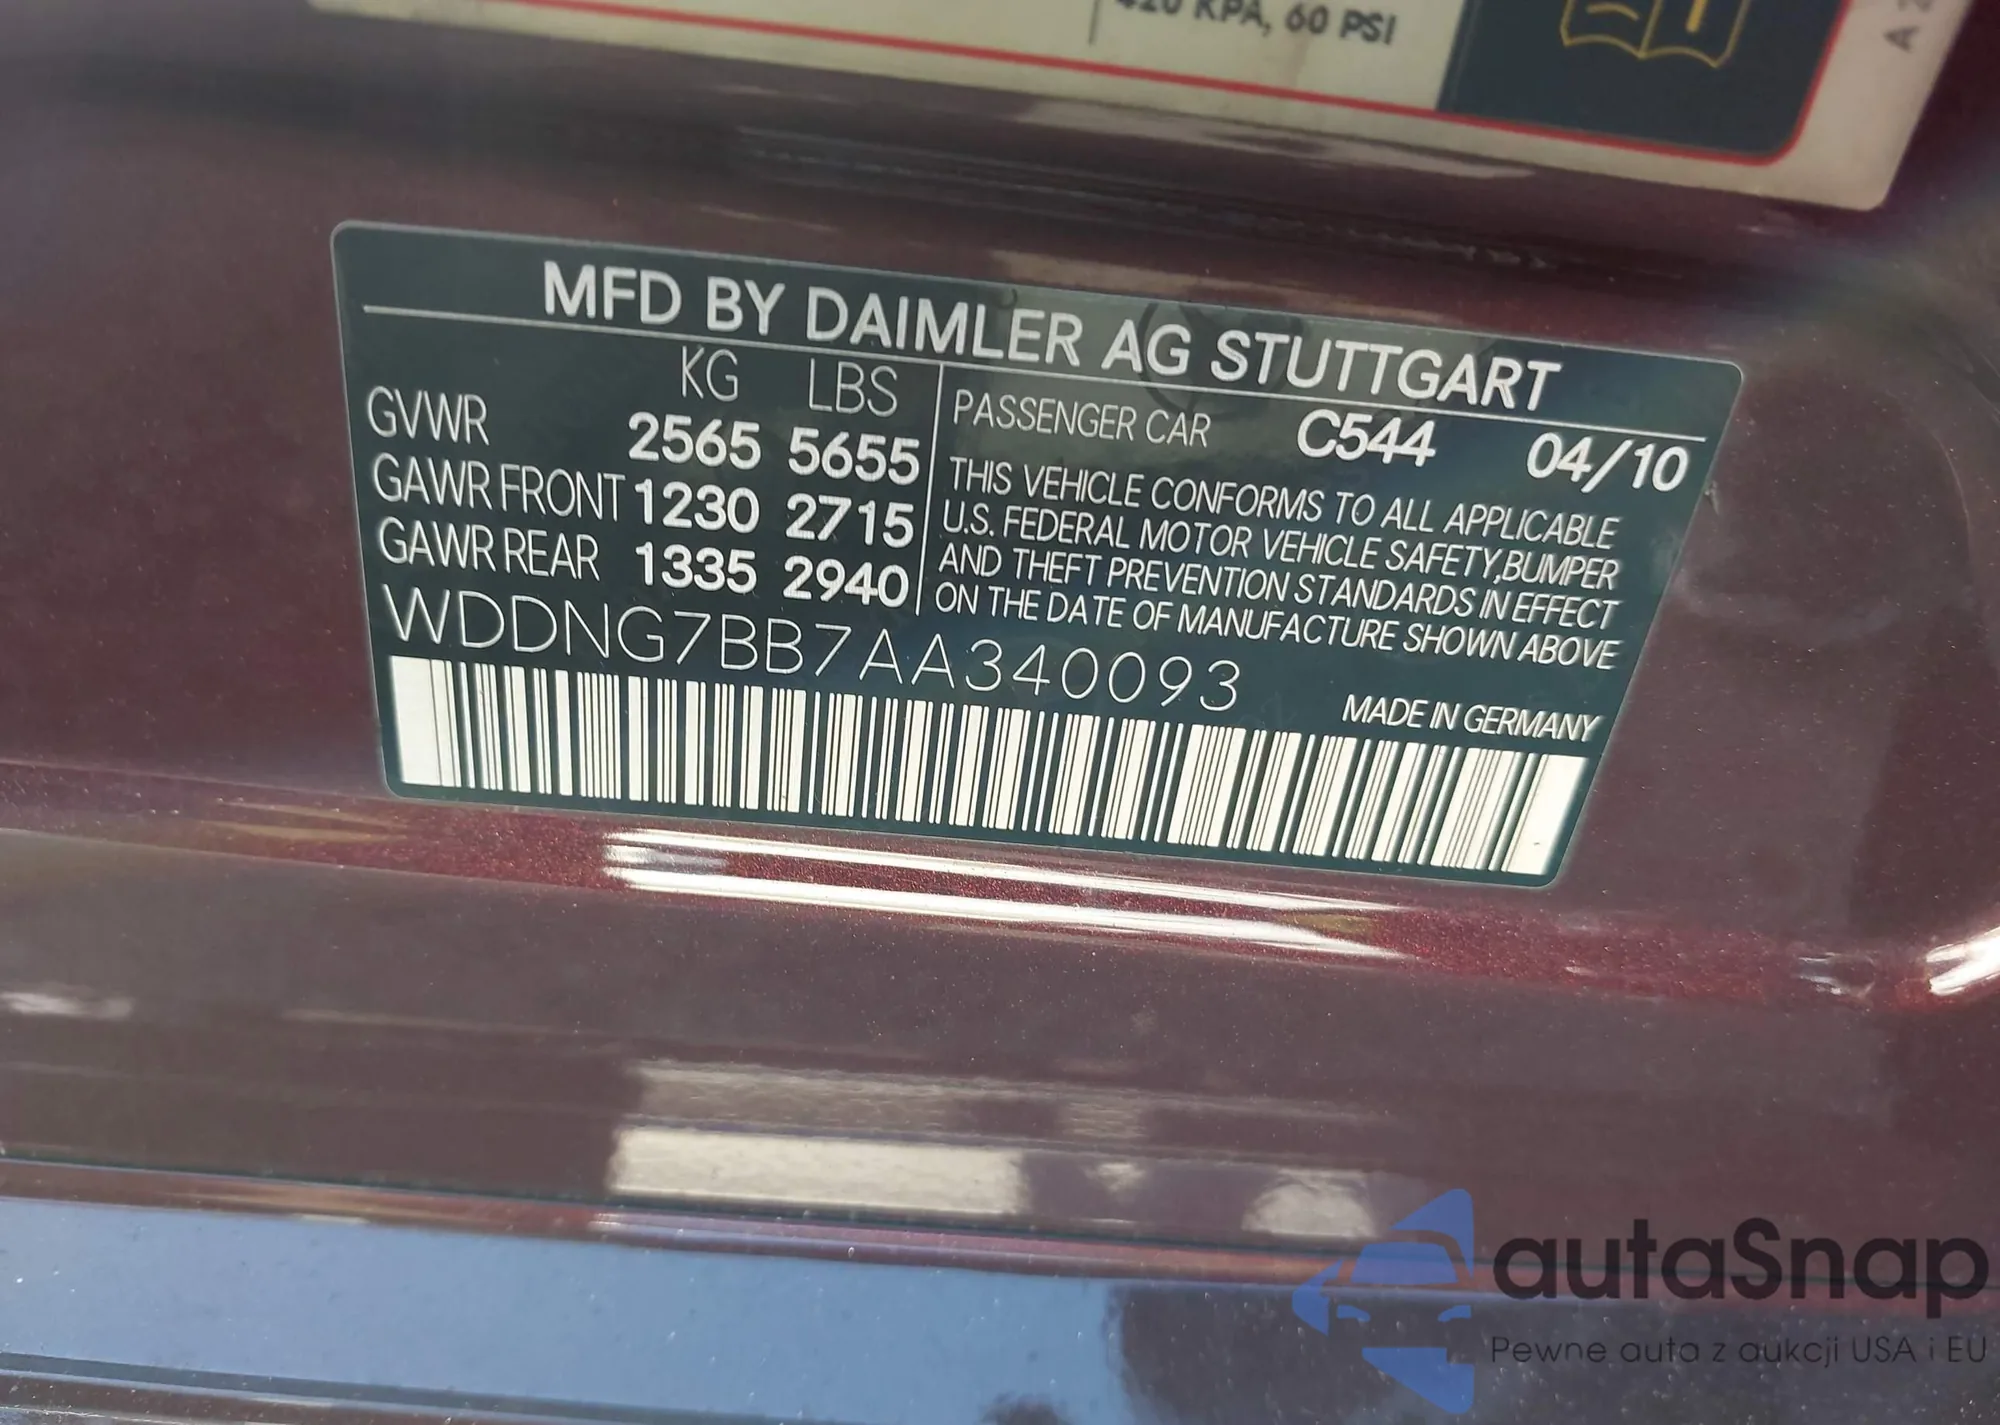 420 KPA, 60 PSI
A 2
MFD BY DAIMLER AG STUTTGART
KG LBS
GVWR 2565 5655
GAWR FRONT 1230 2715
GAWR REAR 1335 2940
PASSENGER CAR C544 04/10
THIS VEHICLE CONFORMS TO ALL APPLICABLE
U.S. FEDERAL MOTOR VEHICLE SAFETY,BUMPER
AND THEFT PREVENTION STANDARDS IN EFFECT
ON THE DATE OF MANUFACTURE SHOWN ABOVE
WDDNG7BB7AA340093
MADE IN GERMANY
autaSnap
Pewne auta z aukcji USA i EU